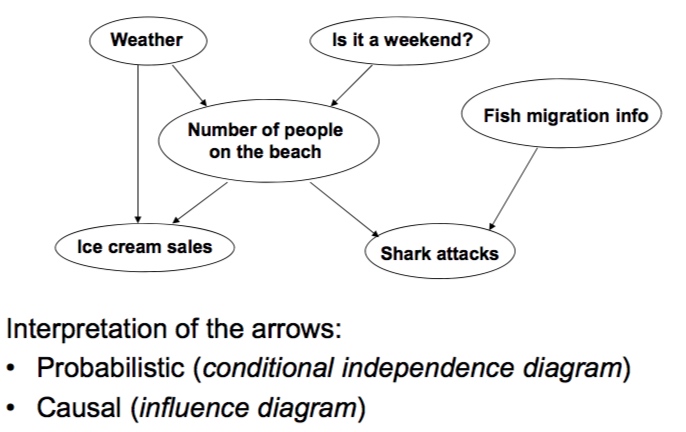 Weather
Is it a weekend?
Fish migration info
Number of people
on the beach
Ice cream sales
Shark attacks
Interpretation of the arrows:
• Probabilistic (conditional independence diagram)
• Causal (influence diagram)